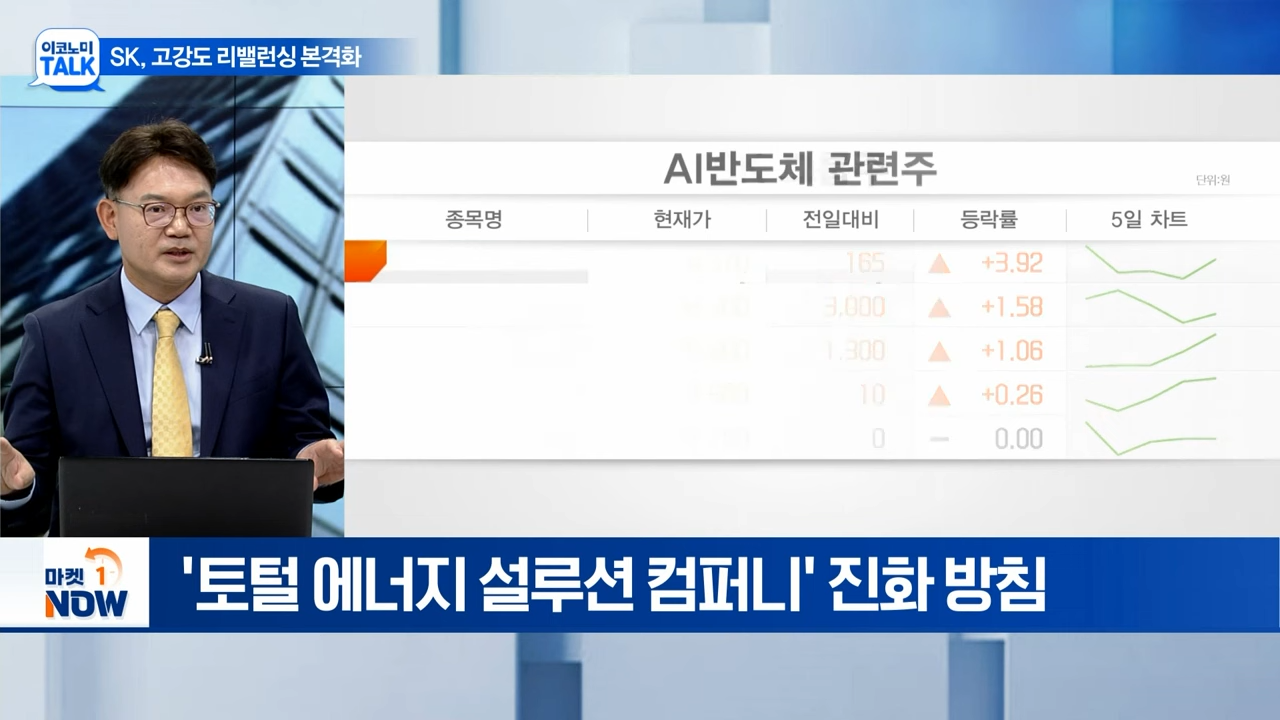 이코노미
TALK
SK, 고강도 리밸런싱 본격화
AI반도체 관련주
단위:원
종목명 현재가 전일대비 등락률 5일 차트
165 ▲ +3.92
3,000 ▲ +1.58
1,300 ▲ +1.06
10 ▲ +0.26
0 - 0.00
마켓 1
NOW
'토털 에너지 설루션 컴퍼니' 진화 방침